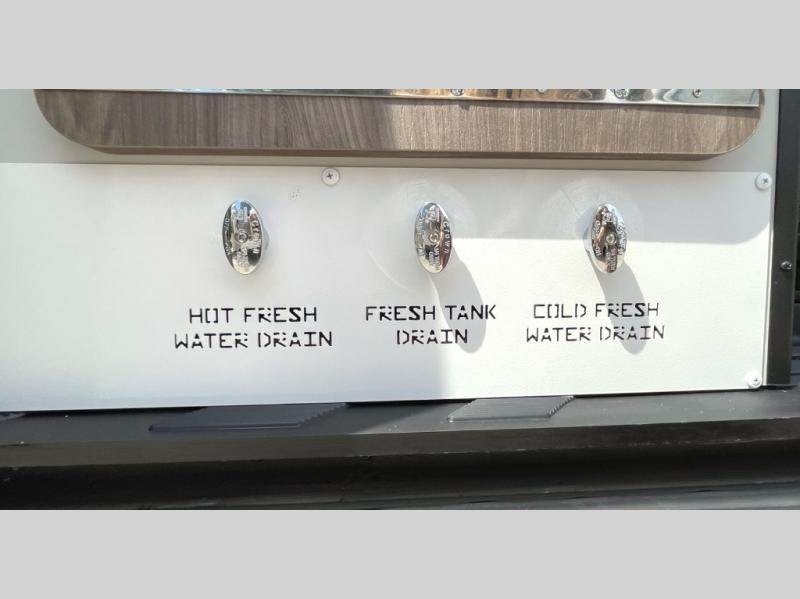 HOT FRESH
WATER DRAIN
FRESH TANK
DRAIN
COLD FRESH
WATER DRAIN